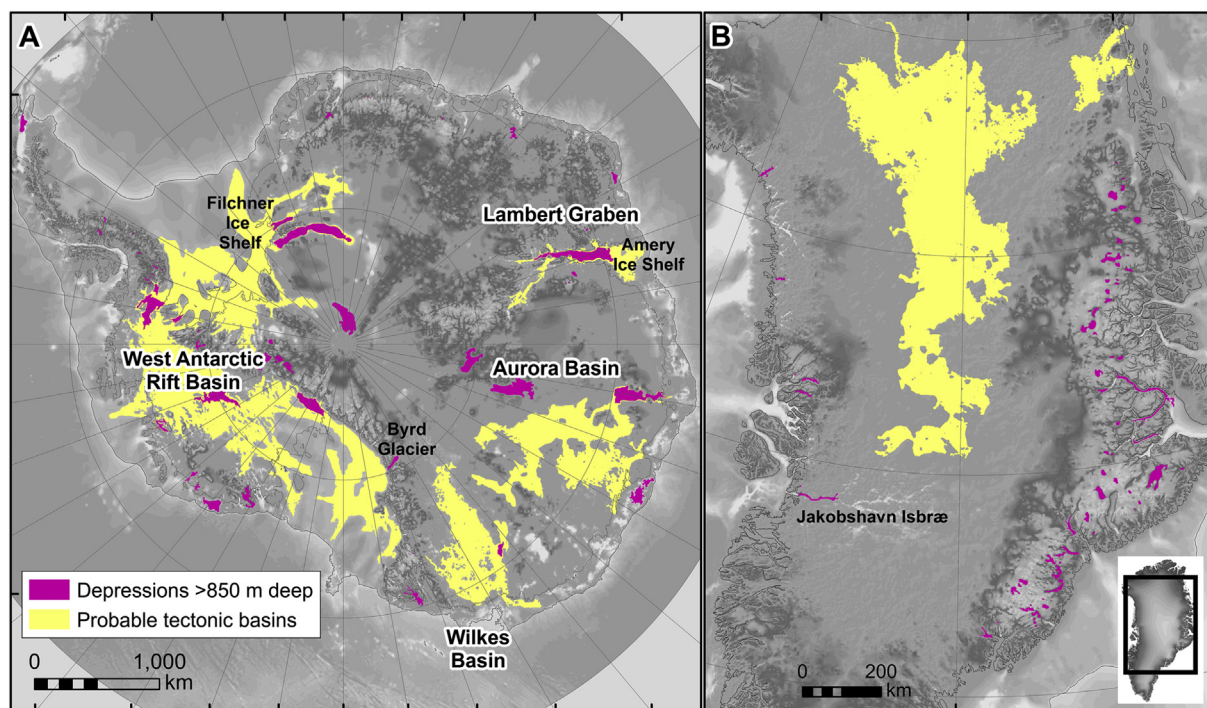 A
Filchner
Ice
Shelf
Lambert Graben
Amery
Ice Shelf
West Antarctic
Rift Basin
Aurora Basin
Byrd
Glacier
Wilkes
Basin
Depressions >850 m deep
Probable tectonic basins
0 1,000
km
B
Jakobshavn Isbræ
0 200
km